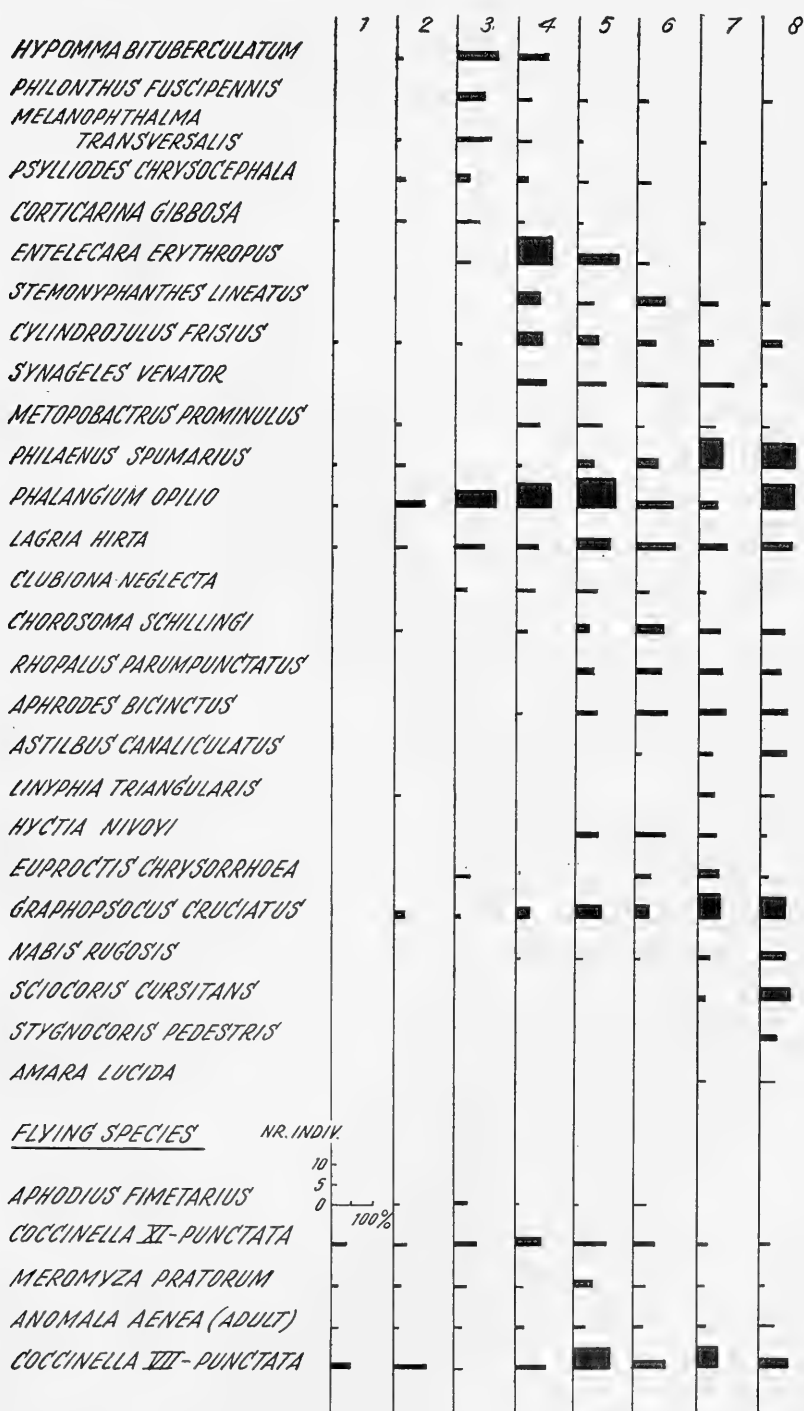 1 2 3 4 5 6 7 8
HYPOMMA BITUBERCULATUM
PHILONTHUS FUSCIPENNIS
MELANOPHTHALMA
TRANSVERSALIS
PSYLLIODES CHRYSOCEPHALA
CORTICARINA GIBBOSA
ENTELECARA ERYTHROPUS
STEMONYPHANTHES LINEATUS
CYLINDROJULUS FRISIUS
SYNAGELES VENATOR
METOPOBACTRUS PROMINULUS
PHILAENUS SPUMARIUS
PHALANGIUM OPILIO
LAGRIA HIRTA
CLUBIONA NEGLECTA
CHOROSOMA SCHILLINGI
RHOPALUS PARUMPUNCTATUS
APHRODES BICINCTUS
ASTILBUS CANALICULATUS
LINYPHIA TRIANGULARIS
HYCTIA NIVOYI
EUPROCTIS CHRYSORRHOEA
GRAPHOPSOCUS CRUCIATUS
NABIS RUGOSIS
SCIOCORIS CURSITANS
STYGNOCORIS PEDESTRIS
AMARA LUCIDA
FLYING SPECIES NR. INDIV.
10
5
APHODIUS FIMETARIUS 0
100%
COCCINELLA XI-PUNCTATA
MEROMYZA PRATORUM
ANOMALA AENEA (ADULT)
COCCINELLA VII-PUNCTATA